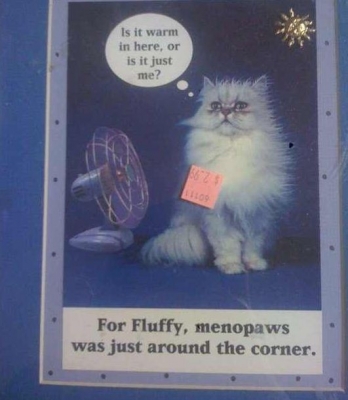 Is it warm
in here, or
is it just
me?
For Fluffy, menopaws
was just around the corner.